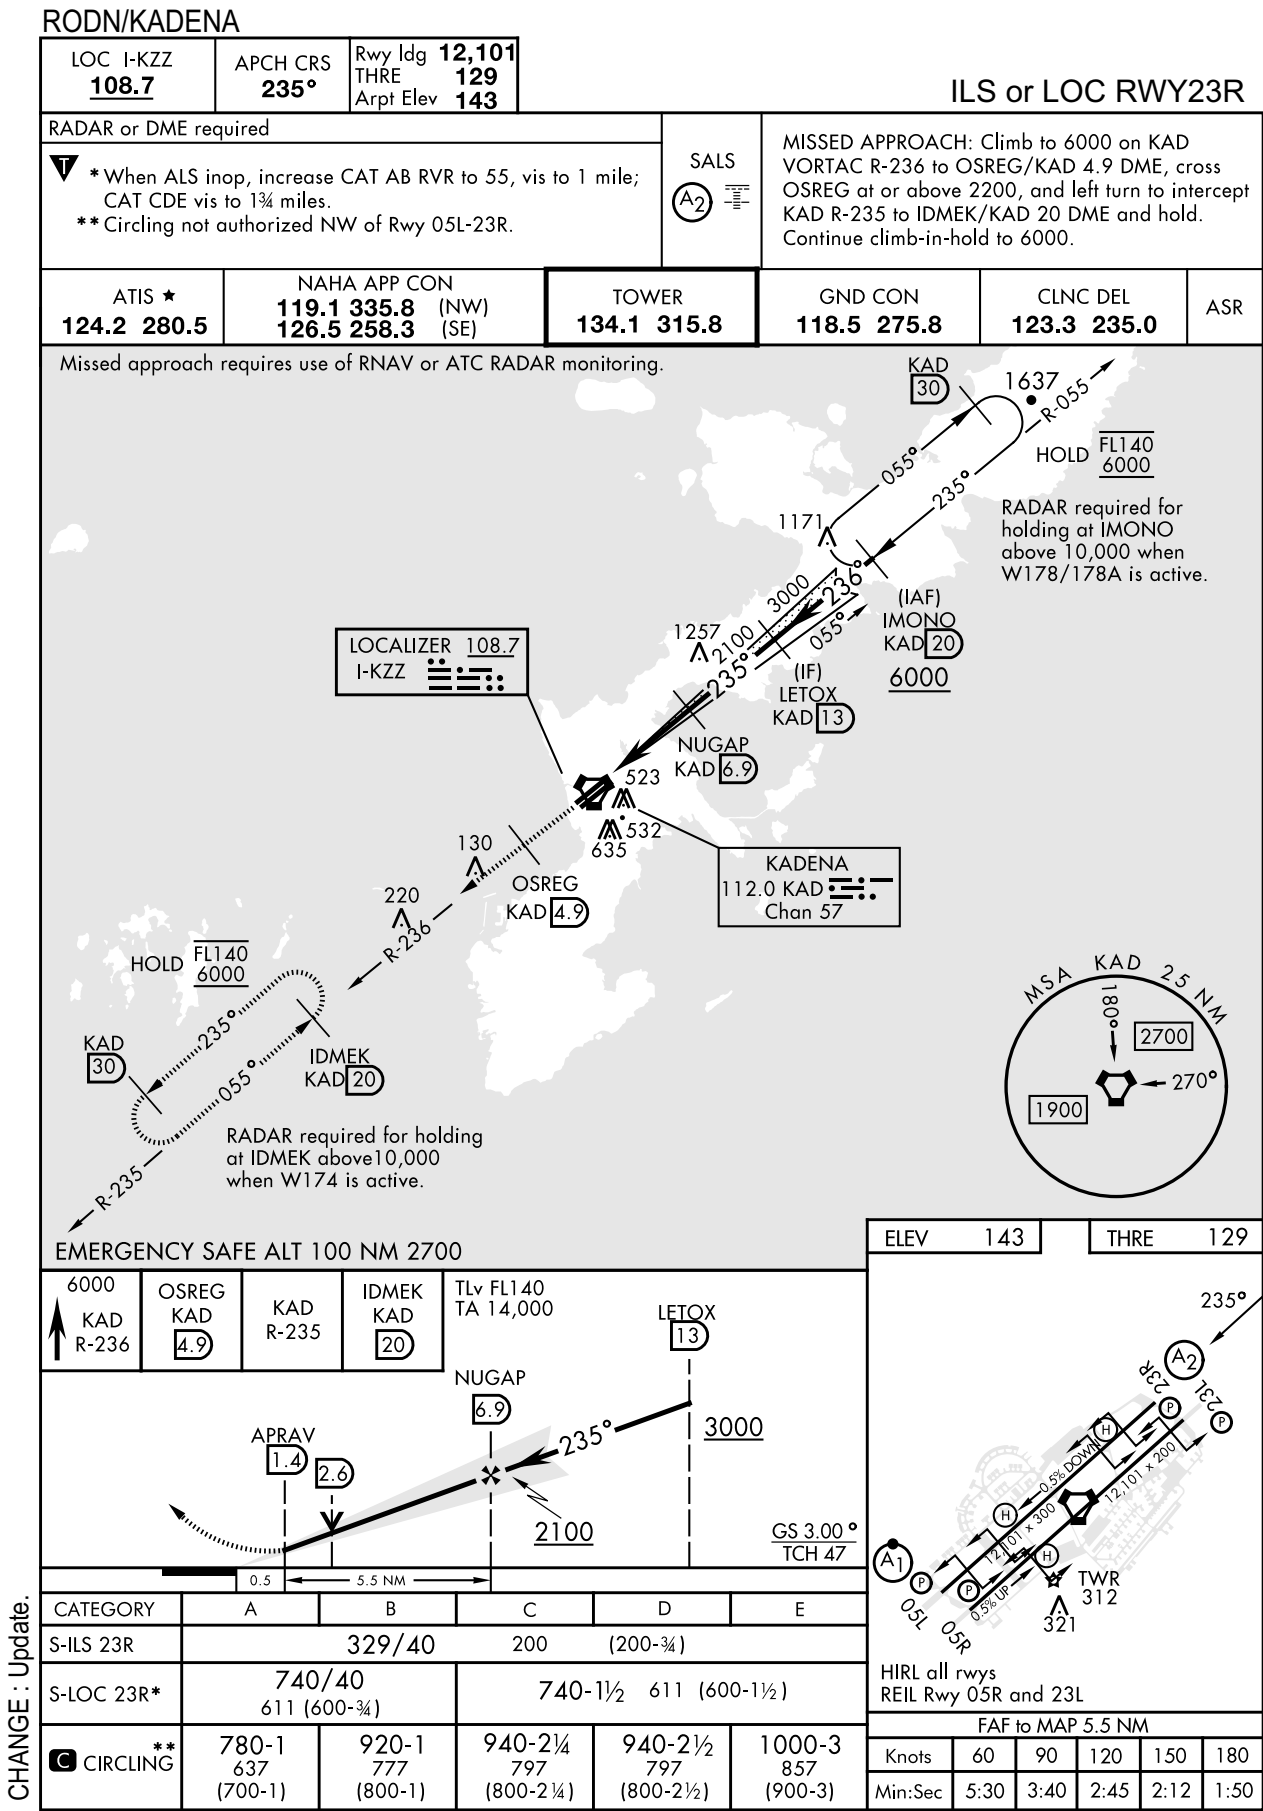 RODN/KADENA
LOC I-KZZ
108.7
APCH CRS
235°
Rwy ldg 12,101
THRE 129
Arpt Elev 143
ILS or LOC RWY23R
RADAR or DME required
T
* When ALS inop, increase CAT AB RVR to 55, vis to 1 mile;
CAT CDE vis to 1¾ miles.
** Circling not authorized NW of Rwy 05L-23R.
SALS
A2
MISSED APPROACH: Climb to 6000 on KAD
VORTAC R-236 to OSREG/KAD 4.9 DME, cross
OSREG at or above 2200, and left turn to intercept
KAD R-235 to IDMEK/KAD 20 DME and hold.
Continue climb-in-hold to 6000.
ATIS ★
124.2 280.5
NAHA APP CON
119.1 335.8 (NW)
126.5 258.3 (SE)
TOWER
134.1 315.8
GND CON
118.5 275.8
CLNC DEL
123.3 235.0
ASR
Missed approach requires use of RNAV or ATC RADAR monitoring.
KAD
30
1637
R-055
HOLD FL140
6000
055°
235°
RADAR required for
holding at IMONO
above 10,000 when
W178/178A is active.
1171
3000
236°
055°
(IAF)
IMONO
KAD 20
6000
1257
2100
235°
(IF)
LETOX
KAD 13
LOCALIZER 108.7
I-KZZ
NUGAP
KAD 6.9
523
532
635
130
OSREG
KAD 4.9
KADENA
112.0 KAD
Chan 57
220
R-236
HOLD FL140
6000
235°
055°
KAD
30
IDMEK
KAD 20
RADAR required for holding
at IDMEK above10,000
when W174 is active.
R-235
MSA KAD 25 NM
180°
2700
270°
1900
EMERGENCY SAFE ALT 100 NM 2700
ELEV 143
THRE 129
6000
KAD
R-236
OSREG
KAD
4.9
KAD
R-235
IDMEK
KAD
20
TLv FL140
TA 14,000
LETOX
13
NUGAP
6.9
235°
3000
APRAV
1.4
2.6
2100
GS 3.00 °
TCH 47
0.5
5.5 NM
235°
A2
23R
23L
P
P
H
0.5% DOWN
12,101 x 200
H
12,101 x 300
H
A1
P
P
0.5% UP
TWR
312
321
05L
05R
HIRL all rwys
REIL Rwy 05R and 23L
CATEGORY A B C D E
S-ILS 23R 329/40 200 (200-¾)
S-LOC 23R* 740/40
611 (600-¾)
740-1½ 611 (600-1½)
C CIRCLING**
780-1
637
(700-1)
920-1
777
(800-1)
940-2¼
797
(800-2¼)
940-2½
797
(800-2½)
1000-3
857
(900-3)
FAF to MAP 5.5 NM
Knots 60 90 120 150 180
Min:Sec 5:30 3:40 2:45 2:12 1:50
CHANGE : Update.